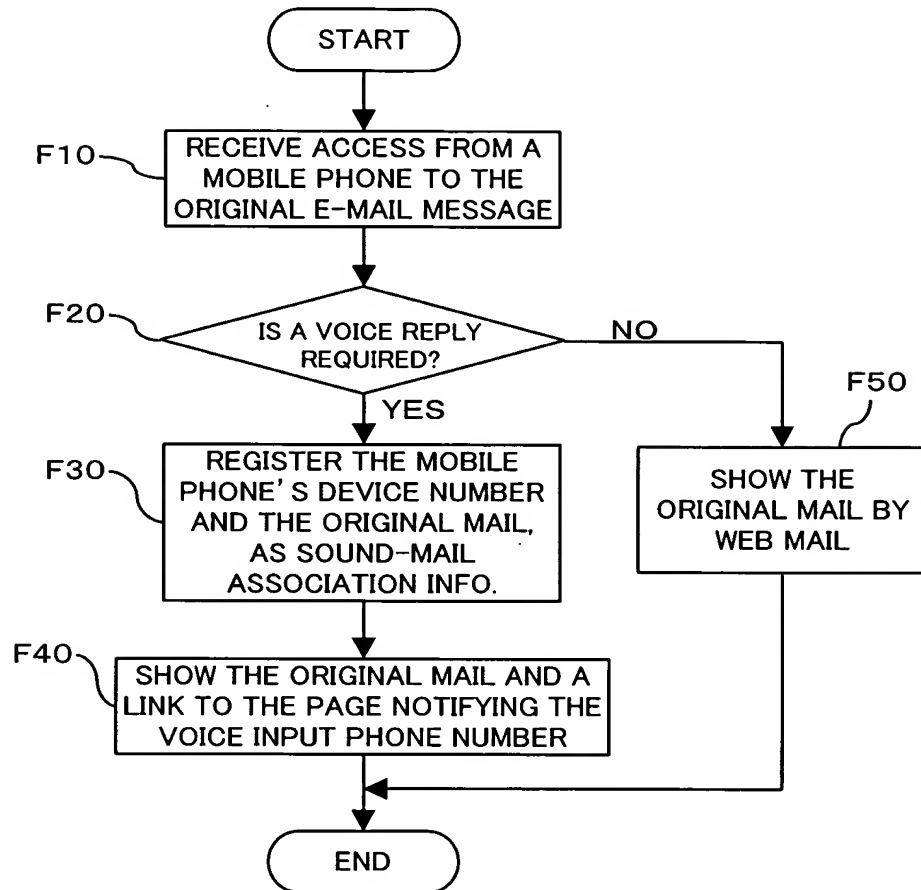 START
F10
RECEIVE ACCESS FROM A
MOBILE PHONE TO THE
ORIGINAL E-MAIL MESSAGE
F20
IS A VOICE REPLY
REQUIRED?
NO
YES
F50
F30
REGISTER THE MOBILE
PHONE'S DEVICE NUMBER
AND THE ORIGINAL MAIL,
AS SOUND-MAIL
ASSOCIATION INFO.
SHOW THE
ORIGINAL MAIL BY
WEB MAIL
F40
SHOW THE ORIGINAL MAIL AND A
LINK TO THE PAGE NOTIFYING THE
VOICE INPUT PHONE NUMBER
END